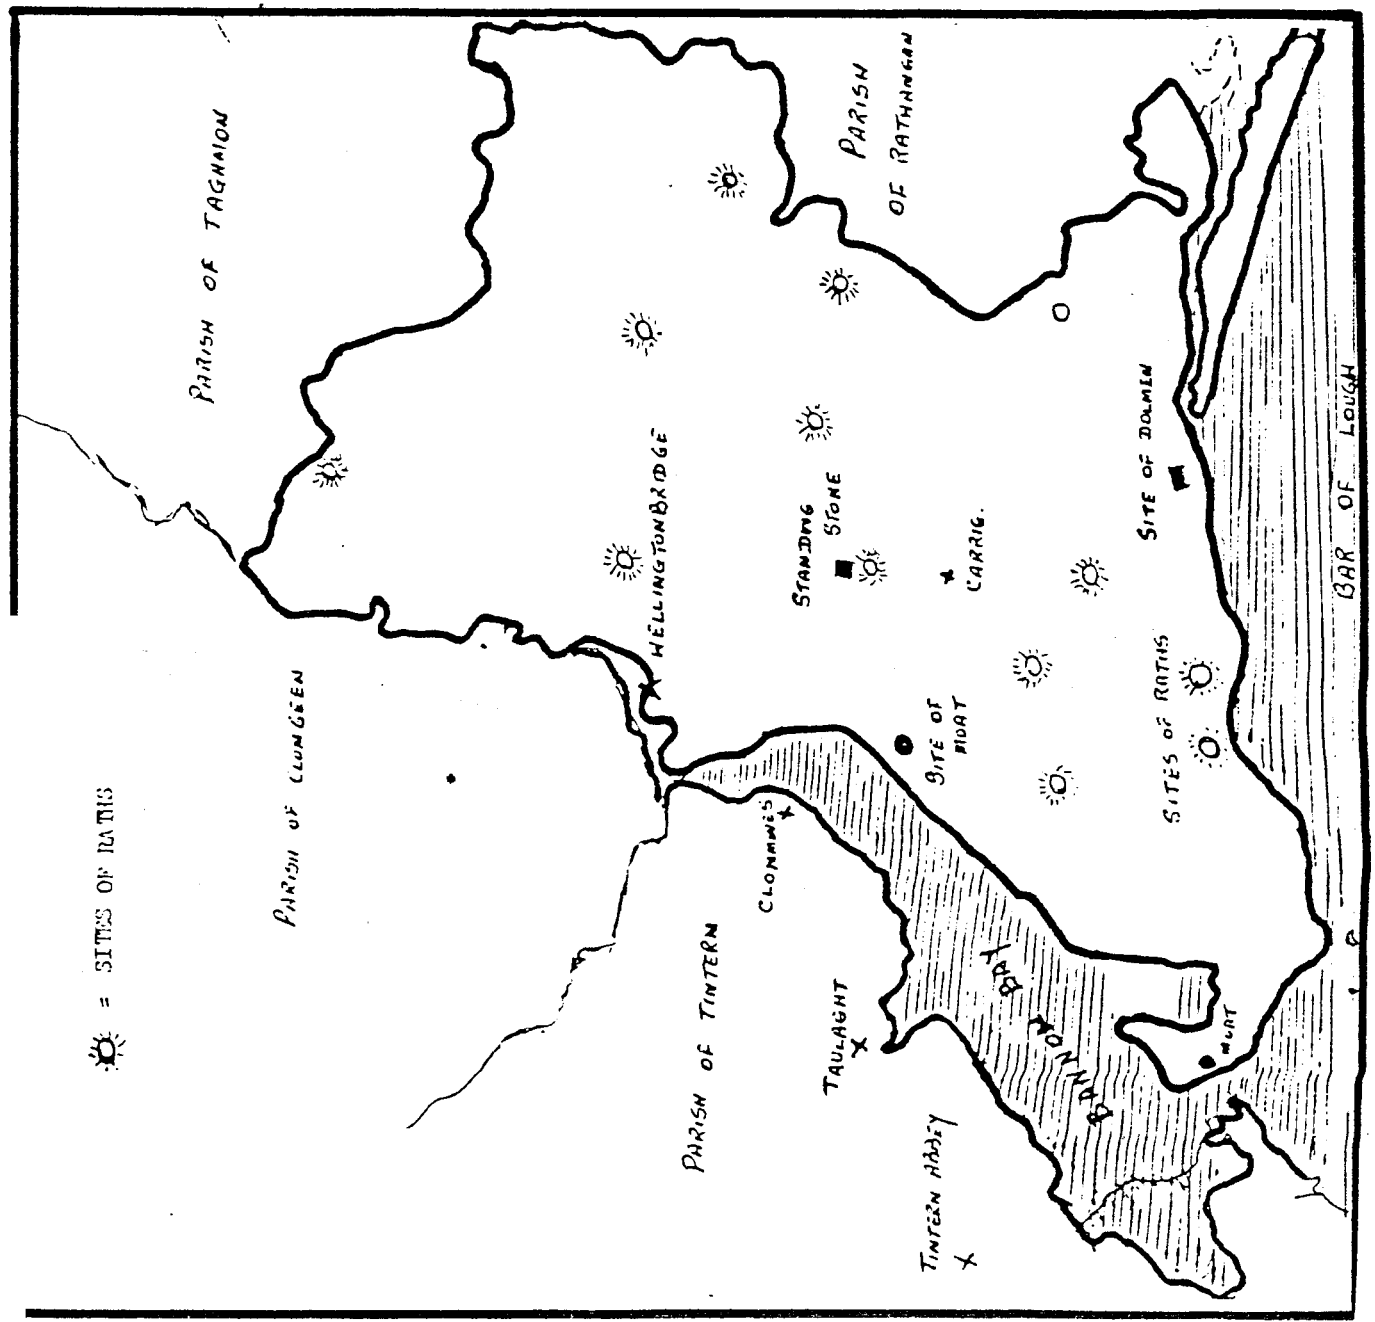 ☼ = SITES OF RATHS
PARISH OF TAGHMON
PARISH OF CLONGEEN
WELLINGTONBRIDGE
PARISH OF TINTERN
CLONMINES
STANDING
STONE
TAULAGHT
PARISH
OF RATHANGAN
TINTERN ABBEY
SITE OF
MOAT
CARRIG.
BANNOW BAY
SITE OF DOLMEN
SITES OF RATHS
MOAT
BAR OF LOUGH